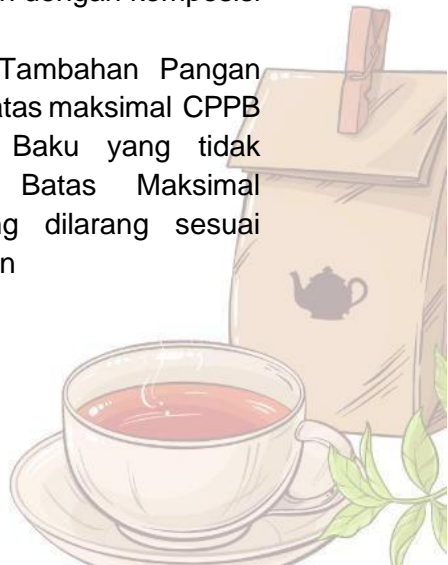 dengan komposisi
Tambahan Pangan
atas maksimal CPPB
Baku yang tidak
Batas Maksimal
ng dilarang sesuai
n